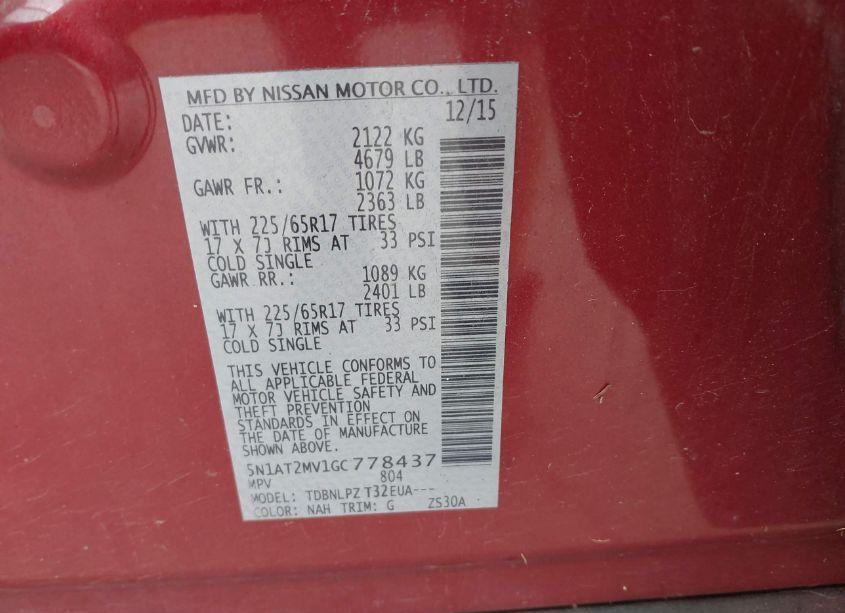 MFD BY NISSAN MOTOR CO., LTD.
DATE: 12/15
GVWR: 2122 KG
4679 LB
GAWR FR.: 1072 KG
2363 LB
WITH 225/65R17 TIRES
17 X 7J RIMS AT 33 PSI
COLD SINGLE
GAWR RR.: 1089 KG
2401 LB
WITH 225/65R17 TIRES
17 X 7J RIMS AT 33 PSI
COLD SINGLE
THIS VEHICLE CONFORMS TO
ALL APPLICABLE FEDERAL
MOTOR VEHICLE SAFETY AND
THEFT PREVENTION
STANDARDS IN EFFECT ON
THE DATE OF MANUFACTURE
SHOWN ABOVE.
5N1AT2MV1GC778437
MPV 804
MODEL: TDBNLPZ T32EUA---
COLOR: NAH TRIM: G ZS30A